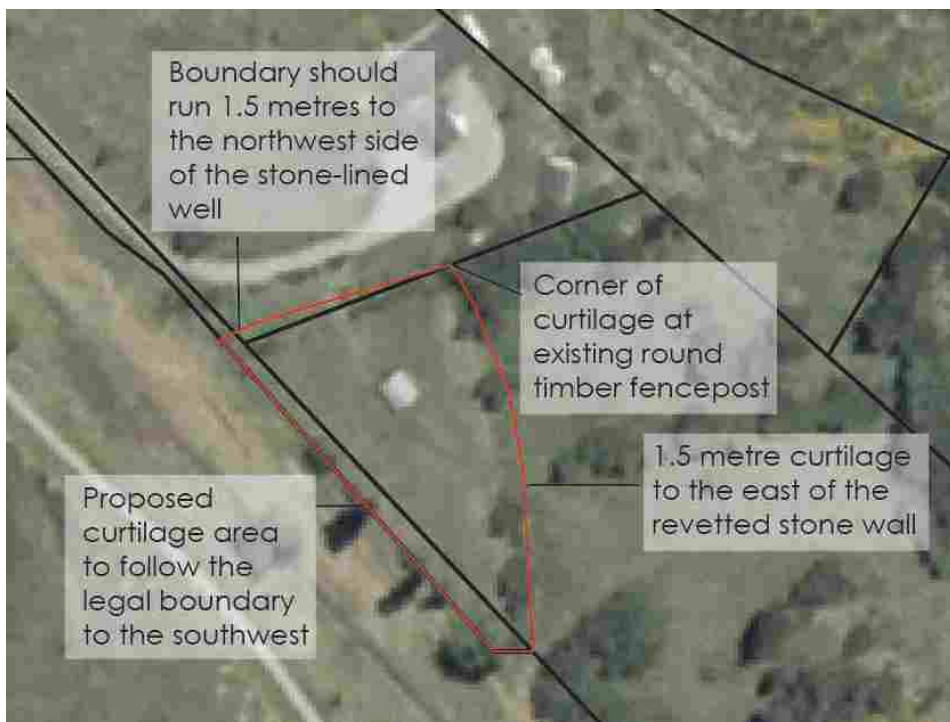 Boundary should
run 1.5 metres to
the northwest side
of the stone-lined
well
Corner of
curtilage at
existing round
timber fencepost
1.5 metre curtilage
to the east of the
revetted stone wall
Proposed
curtilage area
to follow the
legal boundary
to the southwest